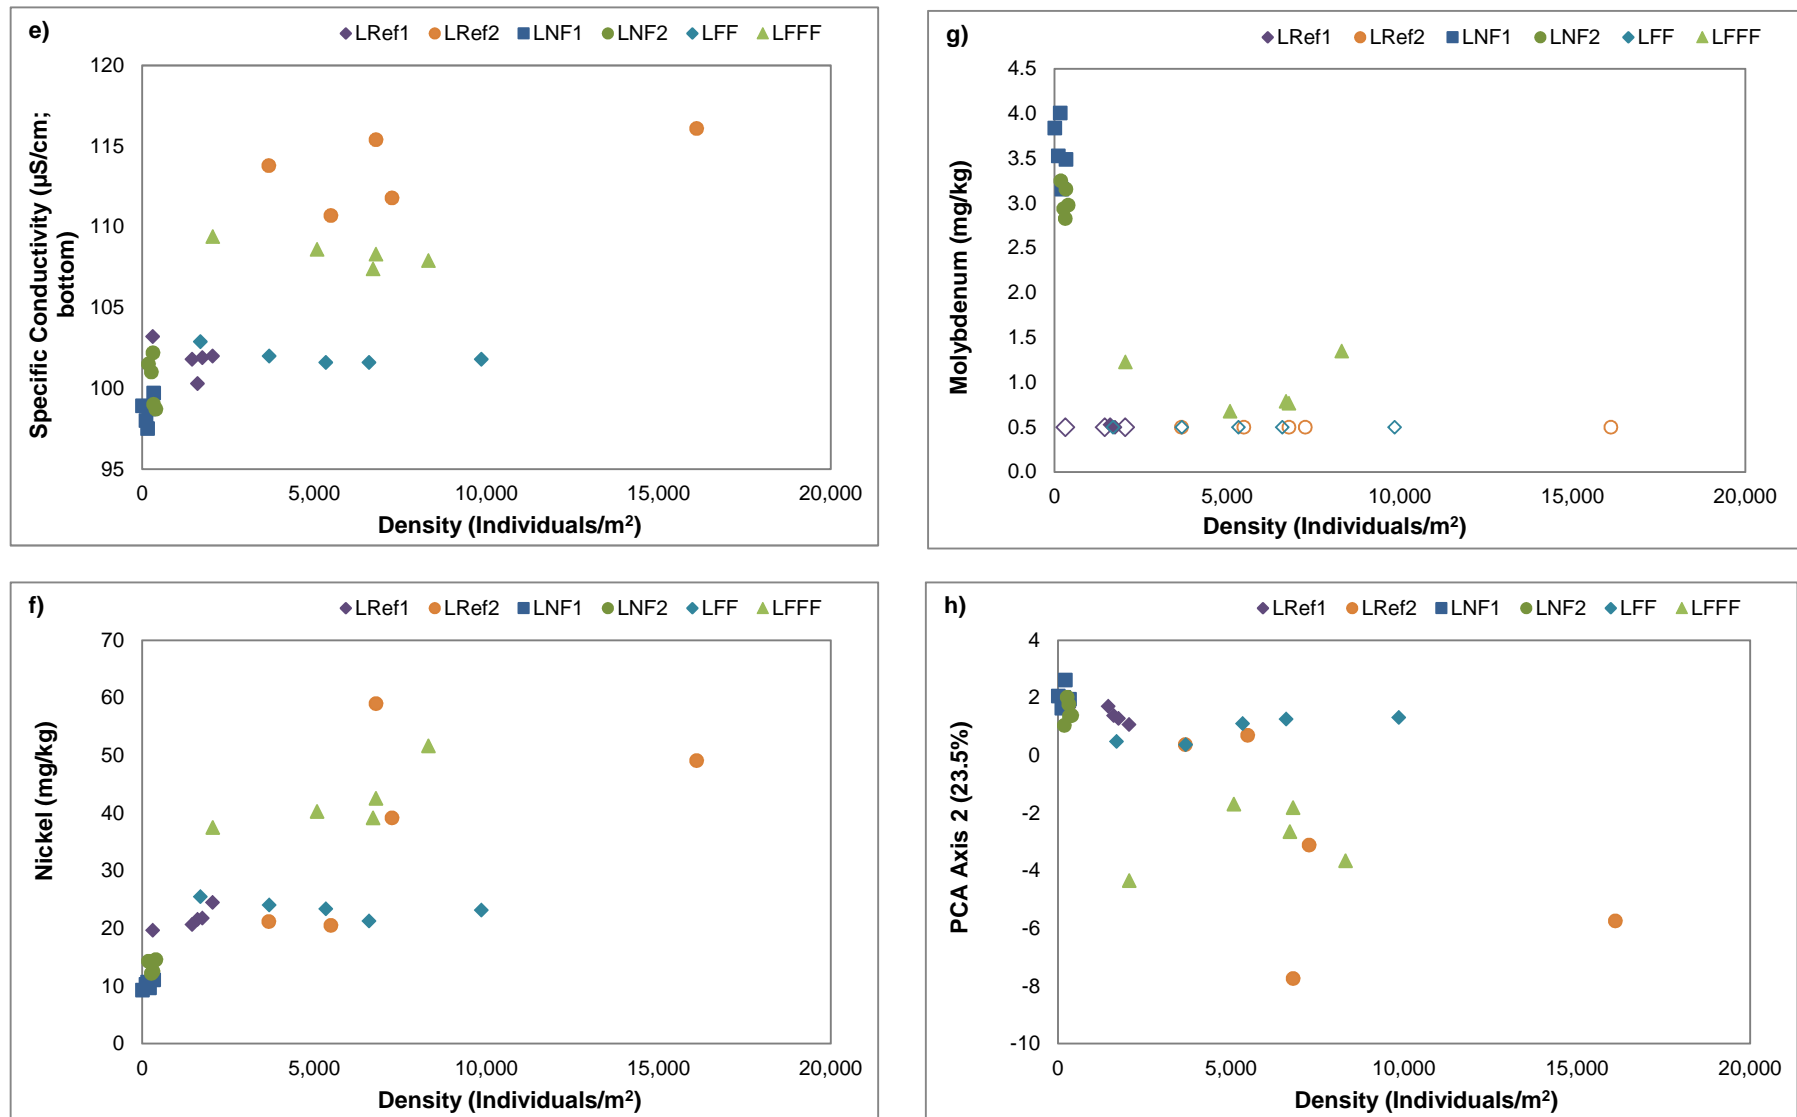 e)
LRef1 LRef2 LNF1 LNF2 LFF LFFF
120
115
110
105
100
95
Specific Conductivity (µS/cm;
bottom)
0 5,000 10,000 15,000 20,000
Density (Individuals/m²)
g)
LRef1 LRef2 LNF1 LNF2 LFF LFFF
4.5
4.0
3.5
3.0
2.5
2.0
1.5
1.0
0.5
0.0
Molybdenum (mg/kg)
0 5,000 10,000 15,000 20,000
Density (Individuals/m²)
f)
LRef1 LRef2 LNF1 LNF2 LFF LFFF
70
60
50
40
30
20
10
0
Nickel (mg/kg)
0 5,000 10,000 15,000 20,000
Density (Individuals/m²)
h)
LRef1 LRef2 LNF1 LNF2 LFF LFFF
4
2
0
-2
-4
-6
-8
-10
PCA Axis 2 (23.5%)
0 5,000 10,000 15,000 20,000
Density (Individuals/m²)